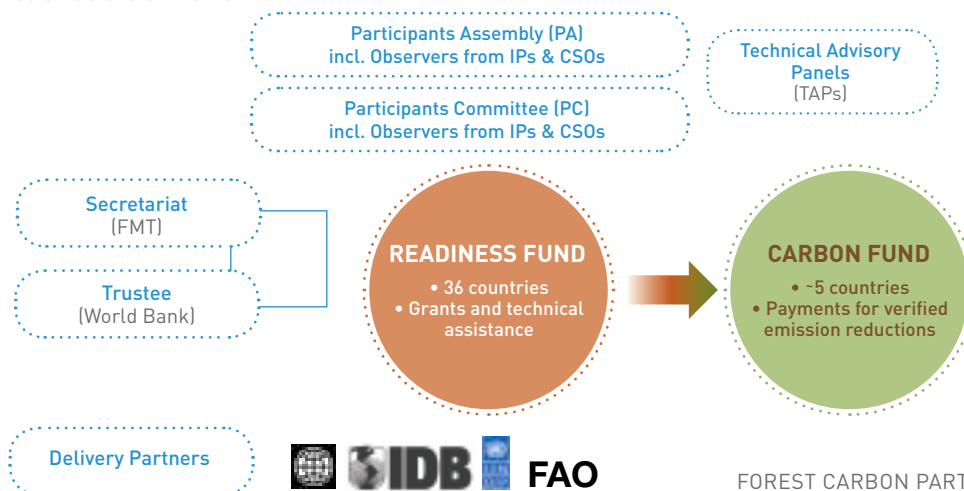 Participants Assembly (PA)
incl. Observers from IPs & CSOs
Technical Advisory
Panels
(TAPs)
Participants Committee (PC)
incl. Observers from IPs & CSOs
Secretariat
(FMT)
Trustee
(World Bank)
READINESS FUND
• 36 countries
• Grants and technical
assistance
CARBON FUND
• ~5 countries
• Payments for verified
emission reductions
Delivery Partners
IDB
FAO
FOREST CARBON PART